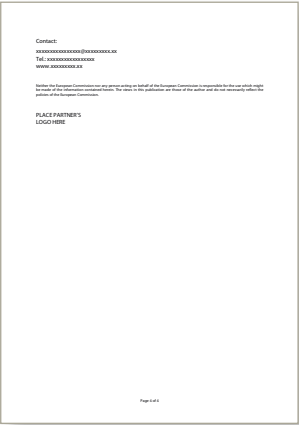 Contact:
xxxxxxxxxxxxxxxx@xxxxxxxxx.xx
Tel.: xxxxxxxxxxxxxxxxx
www.xxxxxxxxx.xx
Neither the European Commission nor any person acting on behalf of the European Commission is responsible for the use which might
be made of the information contained herein. The views in this publication are those of the author and do not necessarily reflect the
policies of the European Commission.
PLACE PARTNER'S
LOGO HERE
Page 4 of 4